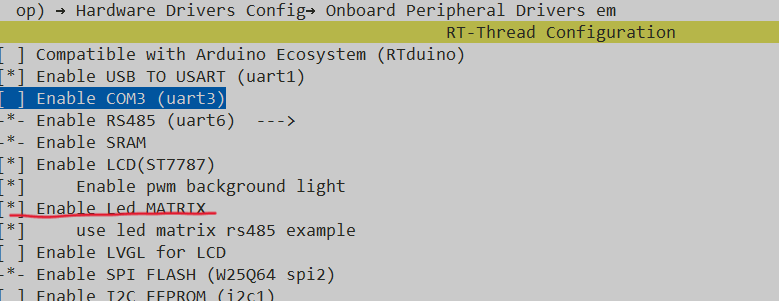 op) → Hardware Drivers Config→ Onboard Peripheral Drivers em
RT-Thread Configuration
[ ] Compatible with Arduino Ecosystem (RTduino)
[*] Enable USB TO USART (uart1)
[ ] Enable COM3 (uart3)
-*- Enable RS485 (uart6) --->
-*- Enable SRAM
[*] Enable LCD(ST7787)
[*] Enable pwm background light
[*] Enable Led MATRIX
[*] use led matrix rs485 example
[ ] Enable LVGL for LCD
-*- Enable SPI FLASH (W25Q64 spi2)
[ ] Enable I2C EEPROM (i2c1)